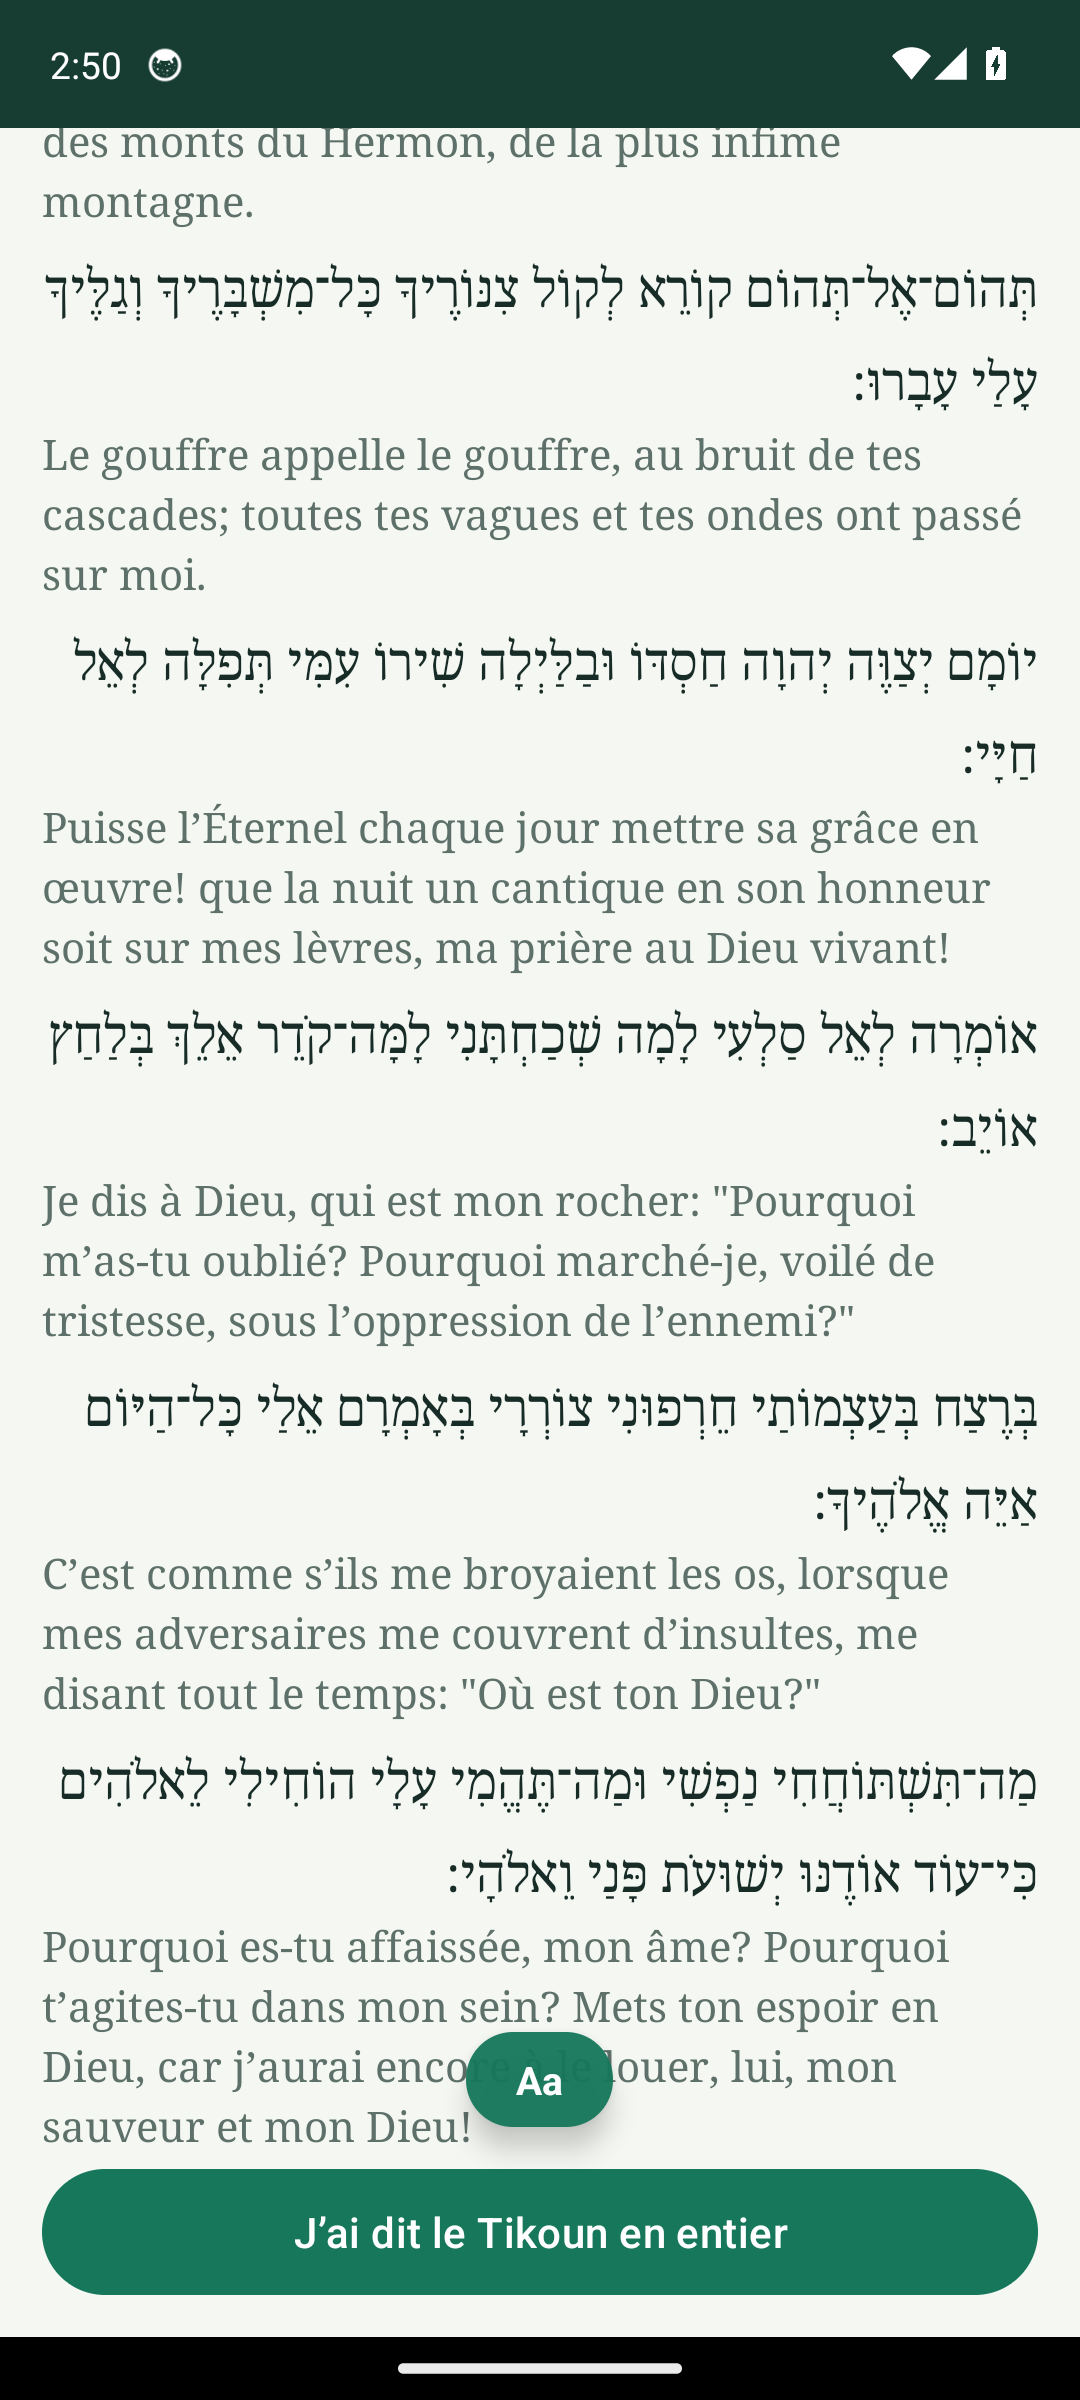 2:50
des monts du Hermon, de la plus infime
montagne.
תְּהוֹם־אֶל־תְּהוֹם קוֹרֵא לְקוֹל צִנּוֹרֶיךָ כָּל־מִשְׁבָּרֶיךָ וְגַלֶּיךָ
עָלַי עָבָרוּ׃
Le gouffre appelle le gouffre, au bruit de tes
cascades; toutes tes vagues et tes ondes ont passé
sur moi.
יוֹמָם יְצַוֶּה יְהוָה חַסְדּוֹ וּבַלַּיְלָה שִׁירוֹ עִמִּי תְּפִלָּה לְאֵל
חַיָּי׃
Puisse l’Éternel chaque jour mettre sa grâce en
œuvre! que la nuit un cantique en son honneur
soit sur mes lèvres, ma prière au Dieu vivant!
אוֹמְרָה לְאֵל סַלְעִי לָמָה שְׁכַחְתָּנִי לָמָּה־קֹדֵר אֵלֵךְ בְּלַחַץ
אוֹיֵב׃
Je dis à Dieu, qui est mon rocher: "Pourquoi
m’as-tu oublié? Pourquoi marché-je, voilé de
tristesse, sous l’oppression de l’ennemi?"
בְּרֶצַח בְּעַצְמוֹתַי חֵרְפוּנִי צוֹרְרָי בְּאָמְרָם אֵלַי כָּל־הַיּוֹם
אַיֵּה אֱלֹהֶיךָ׃
C’est comme s’ils me broyaient les os, lorsque
mes adversaires me couvrent d’insultes, me
disant tout le temps: "Où est ton Dieu?"
מַה־תִּשְׁתּוֹחֲחִי נַפְשִׁי וּמַה־תֶּהֱמִי עָלָי הוֹחִילִי לֵאלֹהִים
כִּי־עוֹד אוֹדֶנּוּ יְשׁוּעֹת פָּנַי וֵאלֹהָי׃
Pourquoi es-tu affaissée, mon âme? Pourquoi
t’agites-tu dans mon sein? Mets ton espoir en
Dieu, car j’aurai encore à le louer, lui, mon
sauveur et mon Dieu!
Aa
J’ai dit le Tikoun en entier